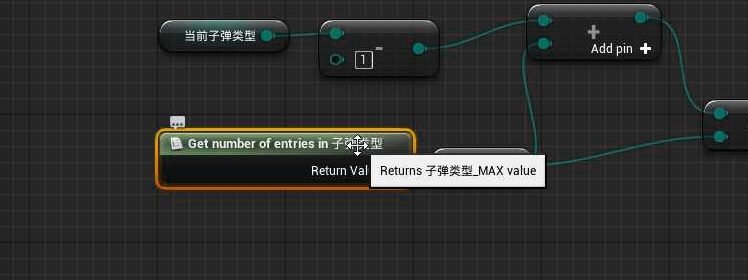 当前子弹类型
1
Add pin
Get number of entries in 子弹类型
Return Val
Returns 子弹类型_MAX value